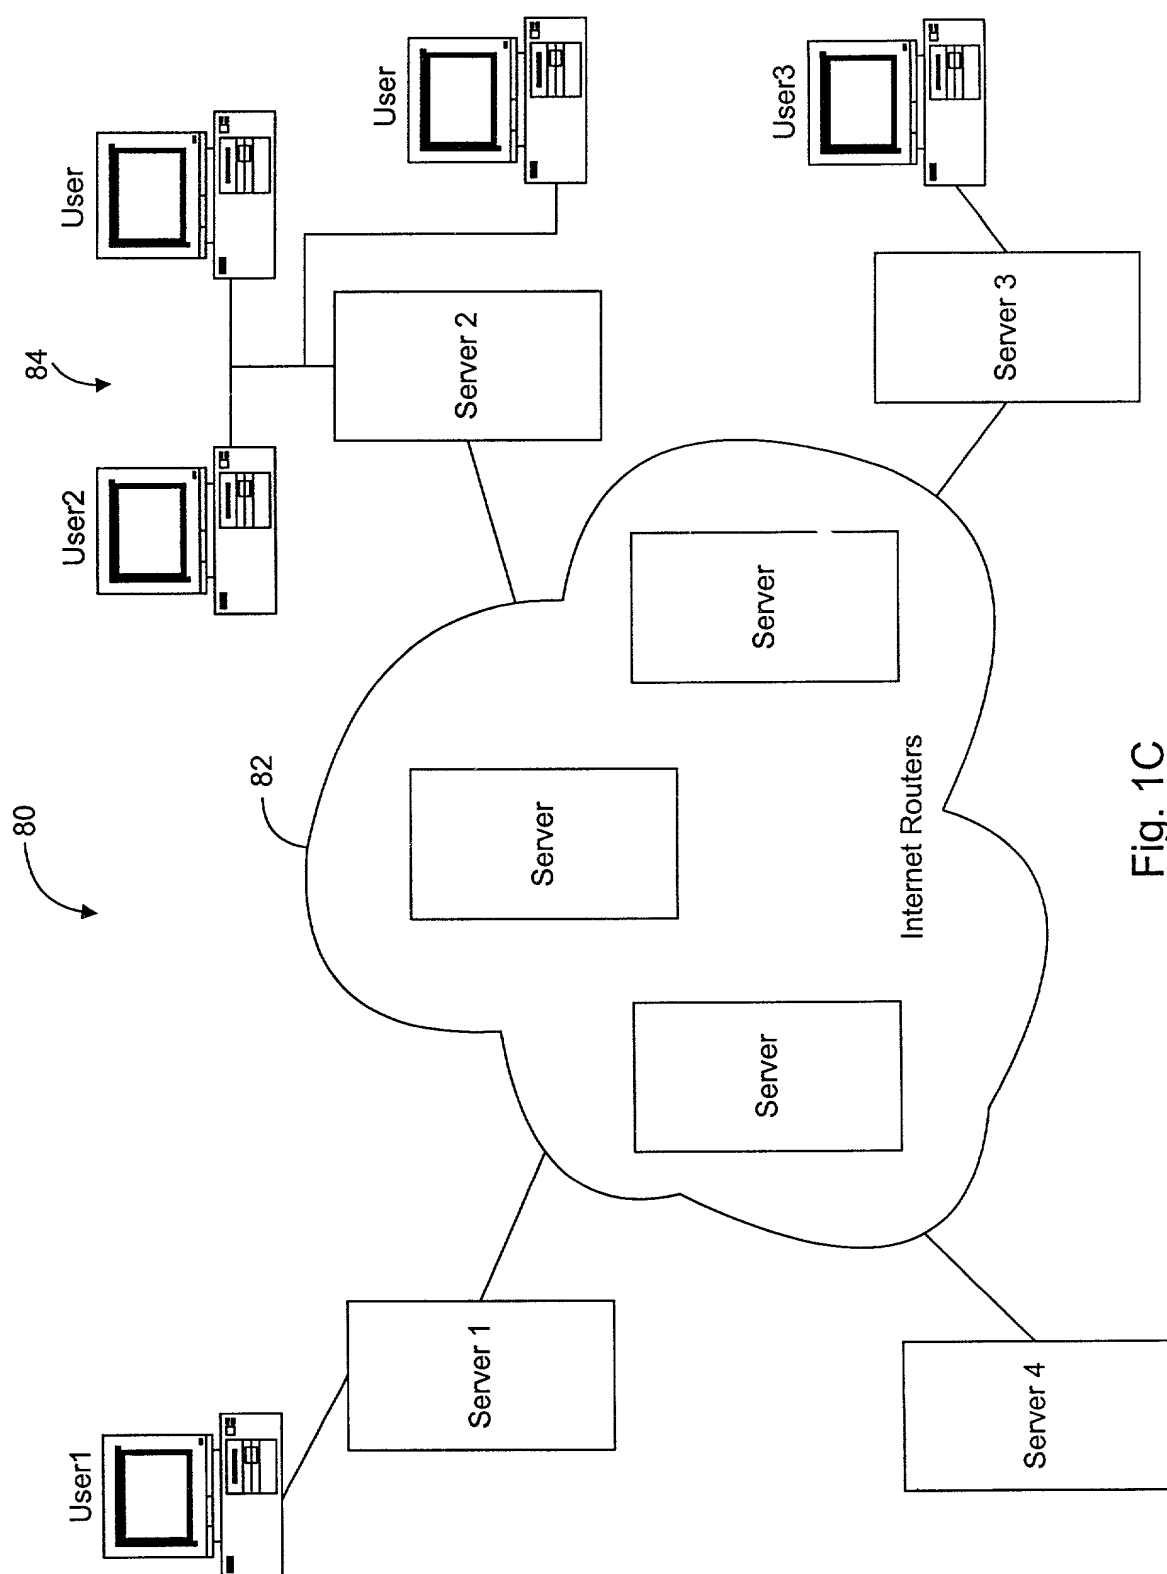 80
82
84
User1
User2
User
User
User3
Server 1
Server 2
Server
Server
Server
Internet Routers
Server 3
Server 4
Fig. 1C